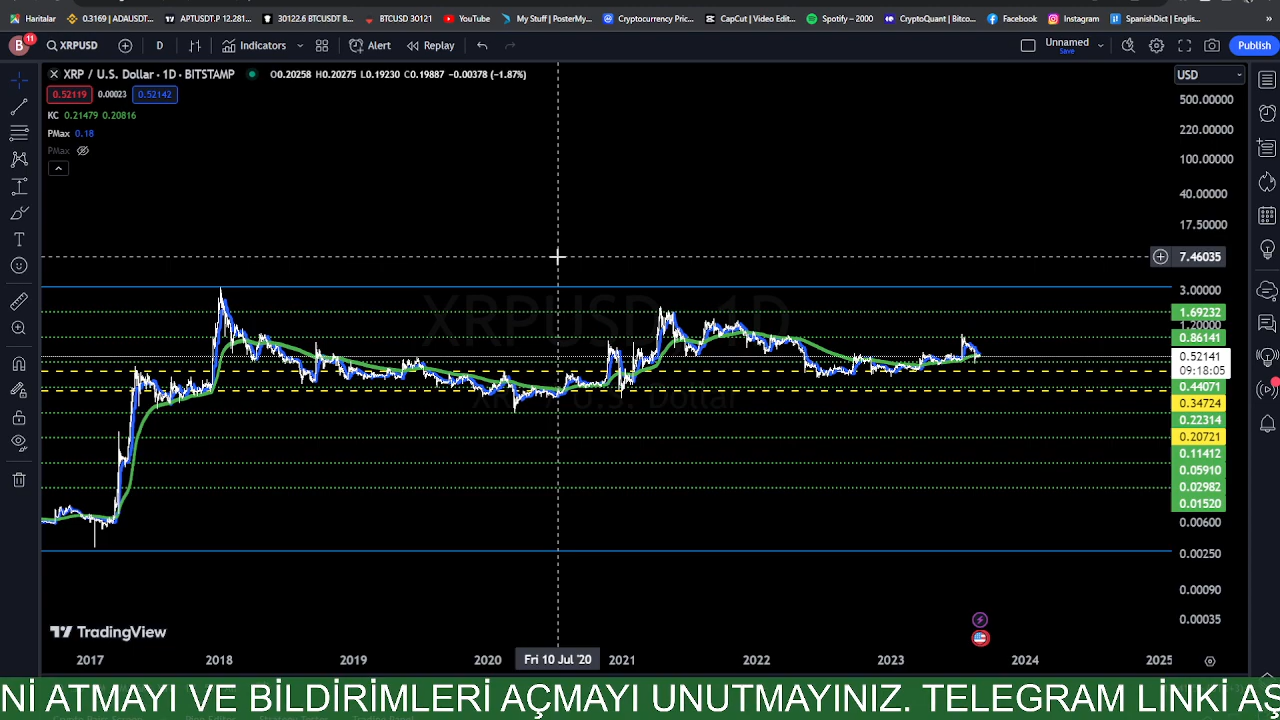 Haritalar
0.3169 | ADAUSDT...
APTUSDT.P 12.281...
30122.6 BTCUSDT B...
BTCUSD 30121
YouTube
My Stuff | PosterMy...
Cryptocurrency Pric...
CapCut | Video Edit...
Spotify – 2000
CryptoQuant | Bitco...
Facebook
Instagram
SpanishDict | Englis...
»
B
11
XRPUSD
D
Indicators
Alert
Replay
Unnamed
Save
Publish
XRP / U.S. Dollar · 1D · BITSTAMP
O0.20258 H0.20275 L0.19230 C0.19887 −0.00378 (−1.87%)
USD
0.52119
0.00023
0.52142
KC 0.21479 0.20816
PMax 0.18
PMax
500.00000
220.00000
100.00000
40.00000
17.50000
7.46035
3.00000
1.69232
1.20000
0.86141
0.52141
09:18:05
0.44071
0.34724
0.22314
0.20721
0.11412
0.05910
0.02982
0.01520
0.00600
0.00250
0.00090
0.00035
XRPUSD, 1D
XRP / U.S. Dollar
TradingView
2017
2018
2019
2020
Fri 10 Jul '20
2021
2022
2023
2024
2025
Nİ ATMAYI VE BİLDİRİMLERİ AÇMAYI UNUTMAYINIZ. TELEGRAM LİNKİ AŞ